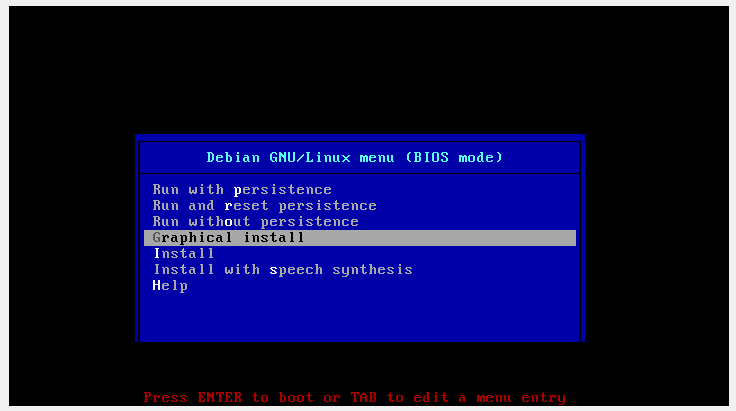 Debian GNU/Linux menu (BIOS mode)
Run with persistence
Run and reset persistence
Run without persistence
Graphical install
Install
Install with speech synthesis
Help
Press ENTER to boot or TAB to edit a menu entry